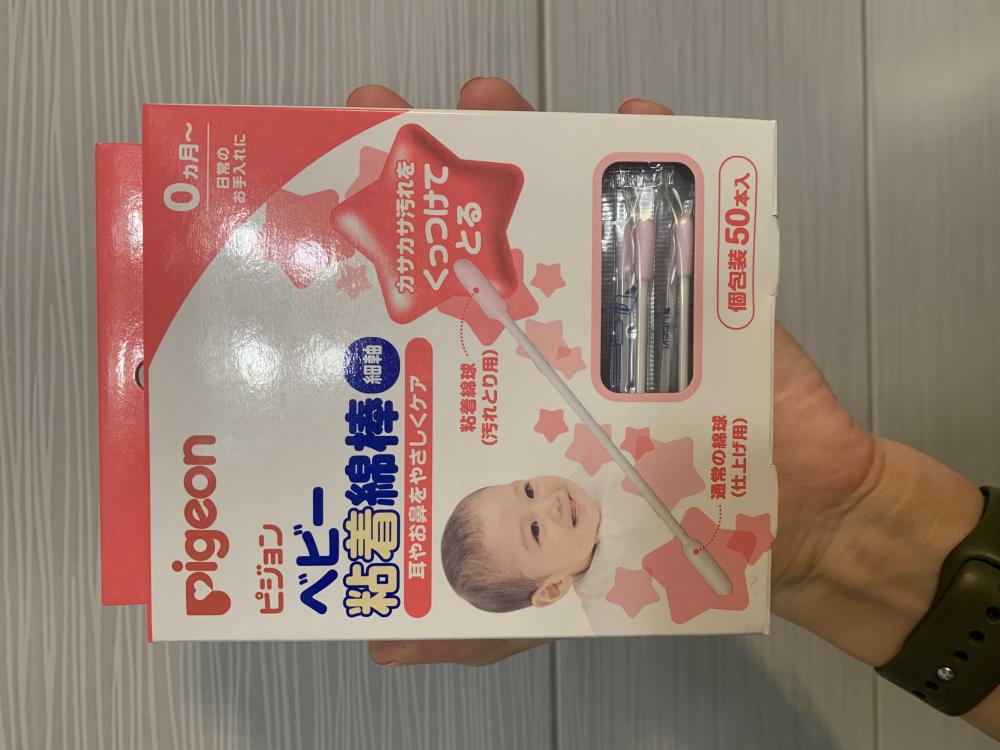 0ヵ月〜
日常の
お手入れに
pigeon
ピジョン
ベビー
粘着綿棒 細軸
耳やお鼻をやさしくケア
カサカサ汚れを
くっつけて
とる
粘着綿球
(汚れとり用)
通常の綿球
(仕上げ用)
個包装50本入